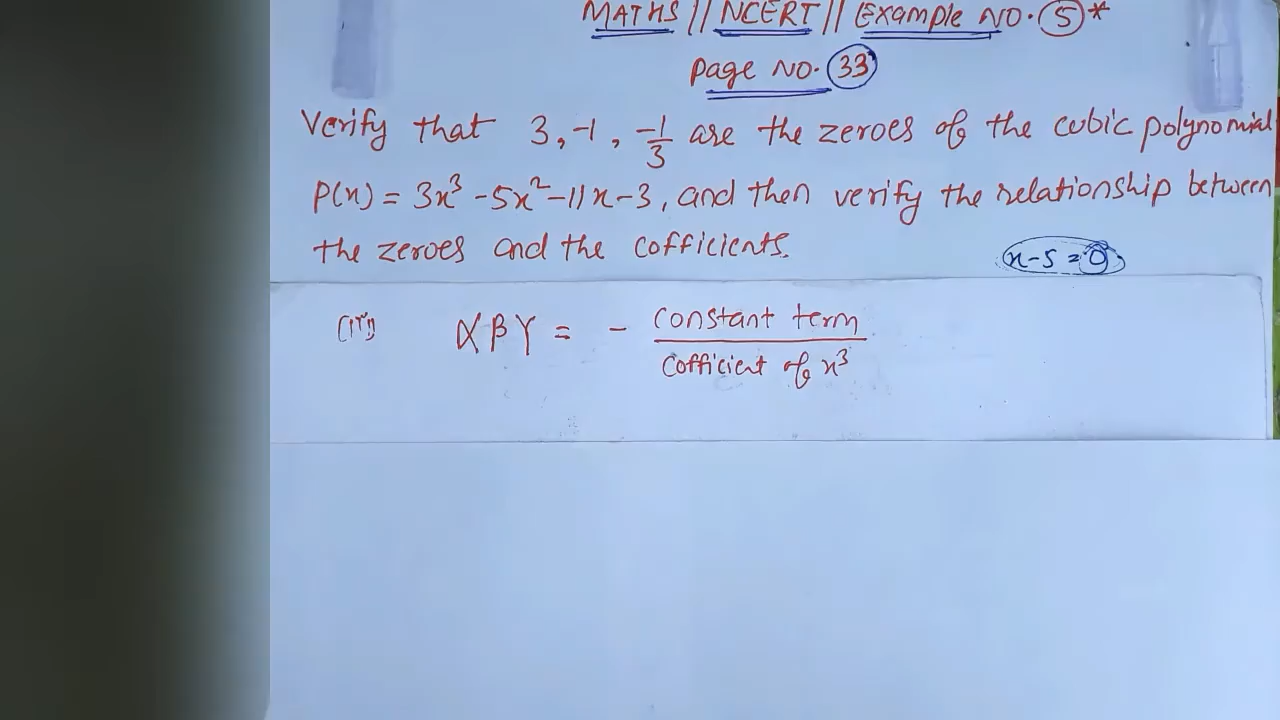 MATHS // NCERT // Example NO. 5*
page NO. 33
Verify that 3, -1, -1/3 are the zeroes of the cubic polynomial
P(x) = 3x³ -5x² -11x -3, and then verify the relationship between
the zeroes and the cofficients.
x-5=0
(iii) αβγ = - constant term / cofficient of x³